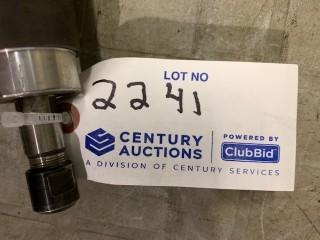 LOT NO
2241
CENTURY AUCTIONS
POWERED BY
ClubBid
A DIVISION OF CENTURY SERVICES